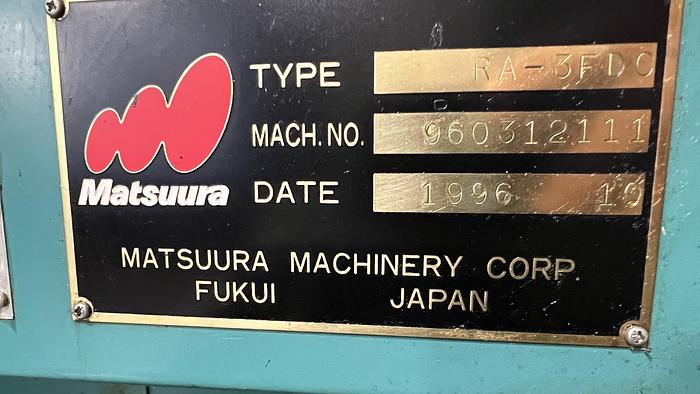 TYPE RA-3FDC
MACH. NO. 960312111
Matsuura
DATE 1996 10
MATSUURA MACHINERY CORP.
FUKUI JAPAN